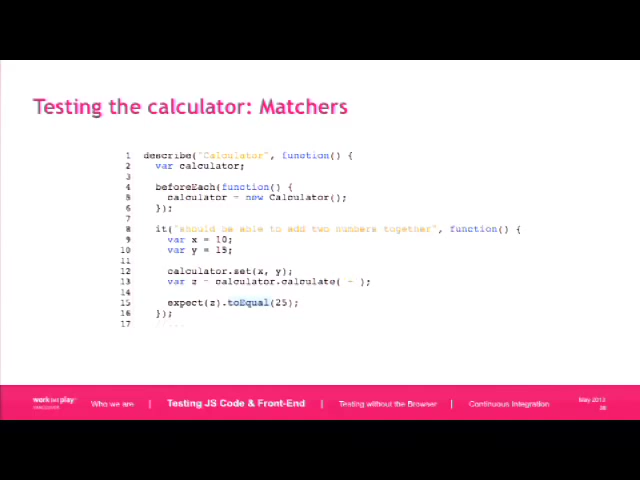 Testing the calculator: Matchers
1 describe("Calculator", function() {
2 var calculator;
3
4 beforeEach(function() {
5 calculator = new Calculator();
6 });
7
8 it("should be able to add two numbers together", function() {
9 var x = 10;
10 var y = 15;
11
12 calculator.set(x, y);
13 var z = calculator.calculate( );
14
15 expect(z).toEqual(25);
16 });
17 //...
work play Who we are | Testing JS Code & Front-End | Testing without the Browser | Continuous Integration May 2013